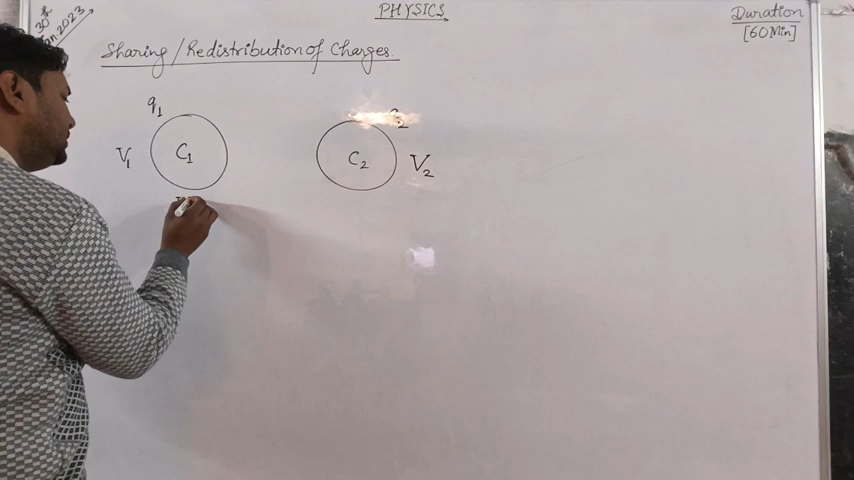 30th
Jan.2023
PHYSICS
Duration
[60 Min]
Sharing / Redistribution of Charges.
q1
V1
C1
C2
V2